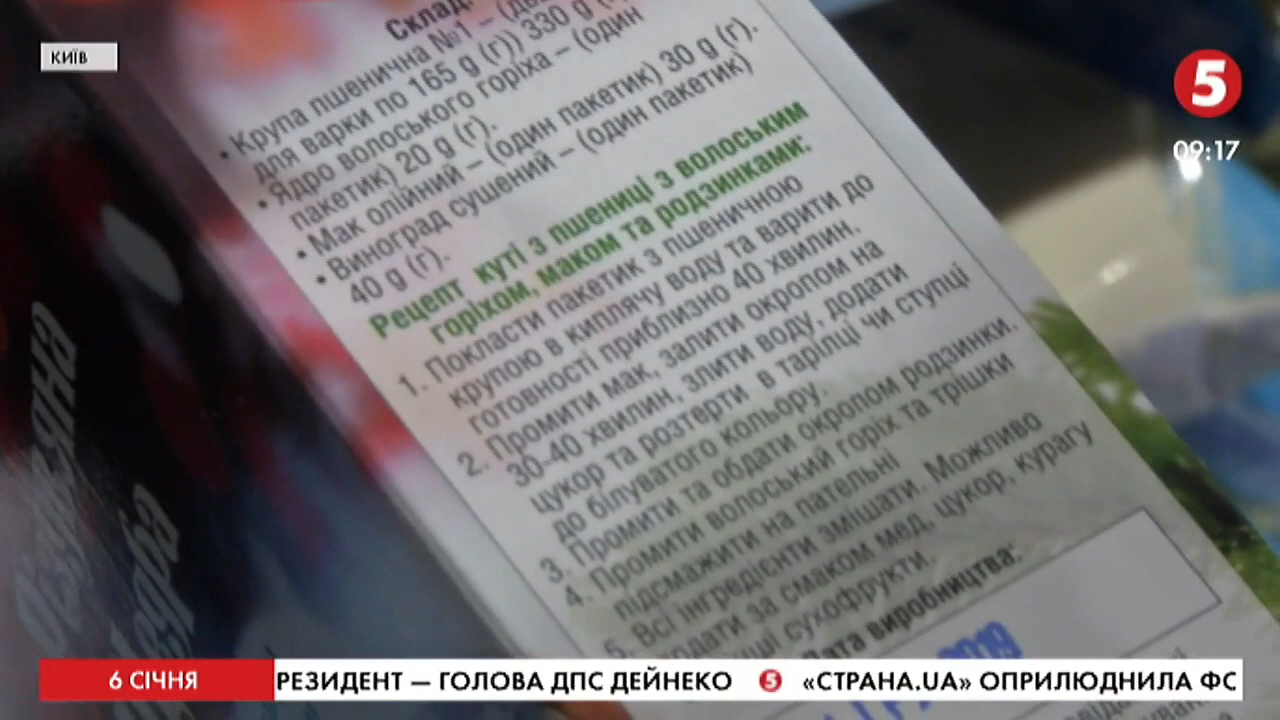 КИЇВ
5
09:17
Склад:
• Крупа пшенична №1 – 
для варки по 165 g (г)) 330 g
• Ядро волоського горіха – (один
пакетик) 20 g (г).
• Мак олійний – (один пакетик) 30 g (г).
• Виноград сушений – (один пакетик)
40 g (г).
Рецепт куті з пшениці з волоським
горіхом, маком та родзинками:
1. Покласти пакетик з пшеничною
крупою в киплячу воду та варити до
готовності приблизно 40 хвилин.
2. Промити мак, залити окропом на
30-40 хвилин, злити воду, додати
цукор та розтерти в тарілці чи ступці
до білуватого кольору.
3. Промити та обдати окропом родзинки.
4. Промити волоський горіх та трішки
підсмажити на пательні
5. Всі інгредієнти змішати. Можливо
додати за смаком мед, цукор, курагу
сухофрукти.
Дата виробництва:
2019
6 СІЧНЯ
РЕЗИДЕНТ — ГОЛОВА ДПС ДЕЙНЕКО 5 «СТРАНА.UA» ОПРИЛЮДНИЛА ФС